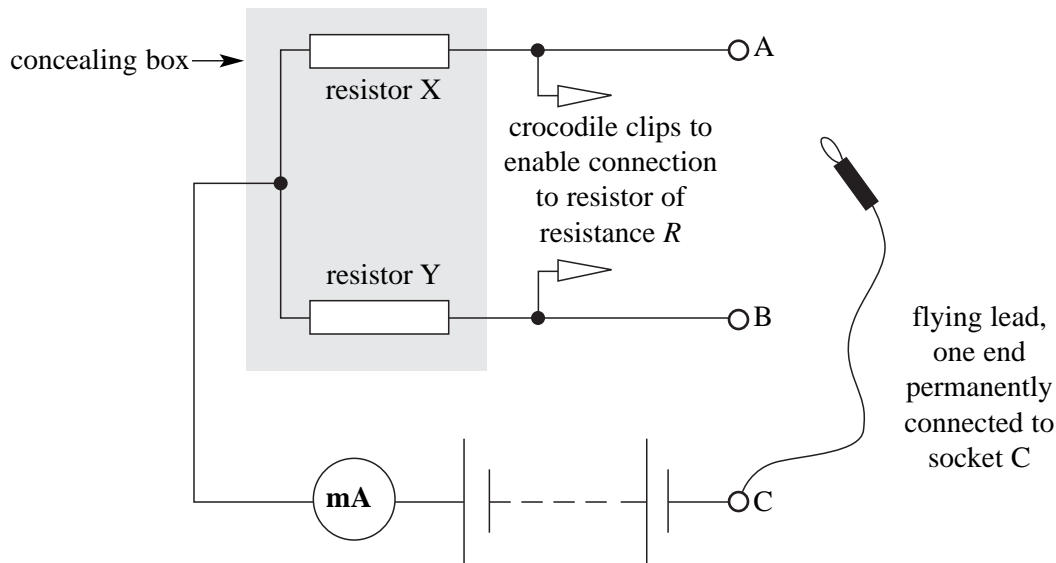 concealing box
resistor X
A
crocodile clips to
enable connection
to resistor of
resistance R
resistor Y
B
flying lead,
one end
permanently
connected to
socket C
mA
C